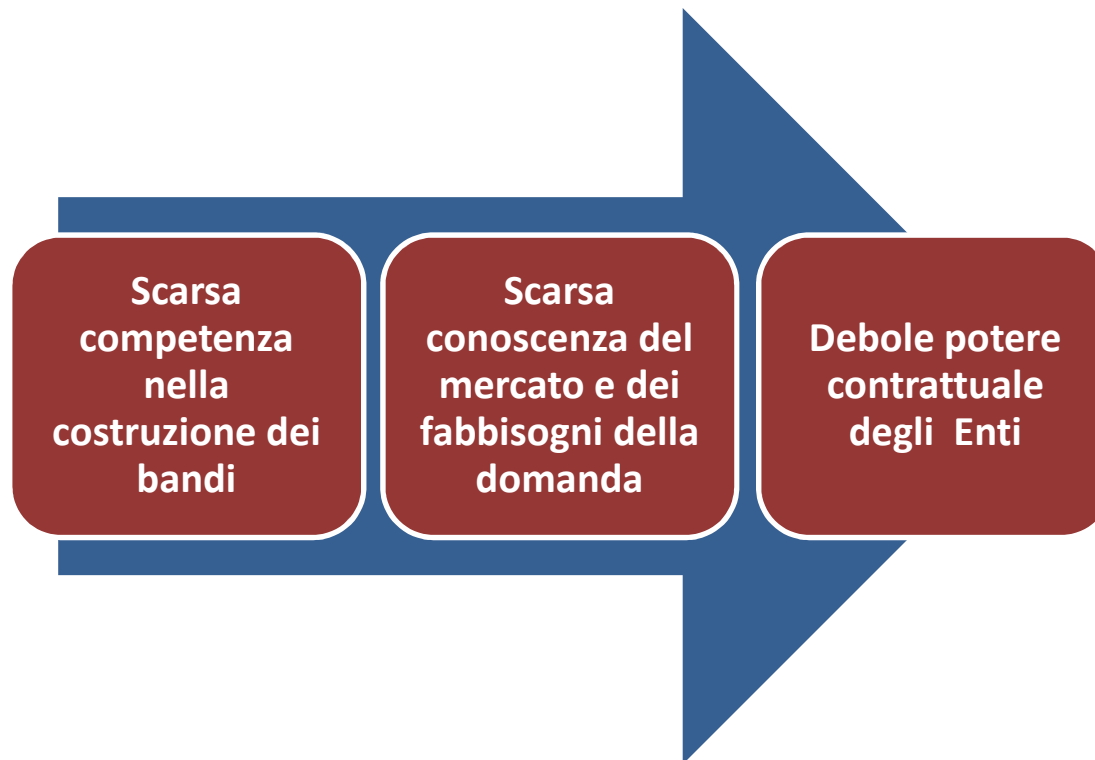 Scarsa
competenza
nella
costruzione dei
bandi
Scarsa
conoscenza del
mercato e dei
fabbisogni della
domanda
Debole potere
contrattuale
degli  Enti